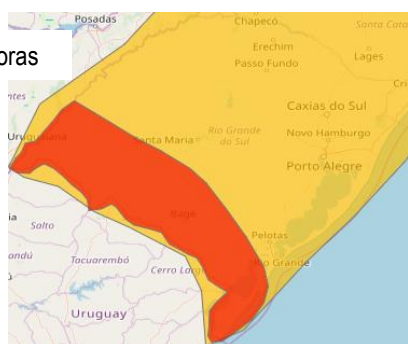 Posadas
Chapecó
Santa Cata
oras
Erechim
Lages
Passo Fundo
Caxias do Sul
Uruguaiana
Santa Maria
Rio Grande
do Sul
Novo Hamburgo
Porto Alegre
Salto
Bagé
Pelotas
Tacuarembó
Cerro Larg
Rio Grande
Uruguay